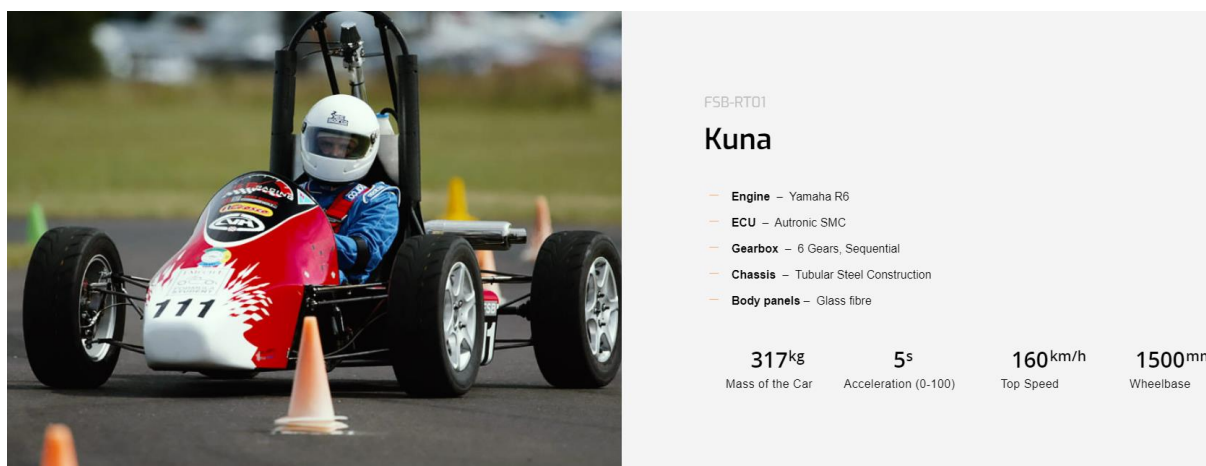 111
FSB-RT01
Kuna
Engine – Yamaha R6
ECU – Autronic SMC
Gearbox – 6 Gears, Sequential
Chassis – Tubular Steel Construction
Body panels – Glass fibre
317kg
Mass of the Car
5s
Acceleration (0-100)
160km/h
Top Speed
1500mm
Wheelbase